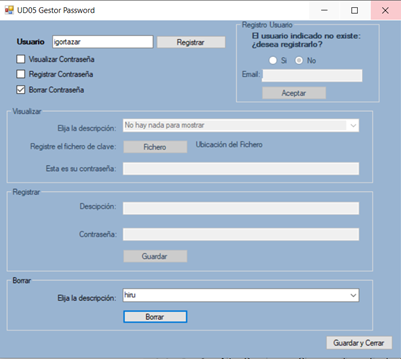 UD05 Gestor Password
Usuario igortazar Registrar
Visualizar Contraseña
Registrar Contraseña
Borrar Contraseña
Registro Usuario
El usuario indicado no existe:
¿desea registrarlo?
Si No
Email:
Aceptar
Visualizar
Elija la descripción: No hay nada para mostrar
Registre el fichero de clave: Fichero Ubicación del Fichero
Esta es su contraseña:
Registrar
Descipción:
Contraseña:
Guardar
Borrar
Elija la descripción: hiru
Borrar
Guardar y Cerrar